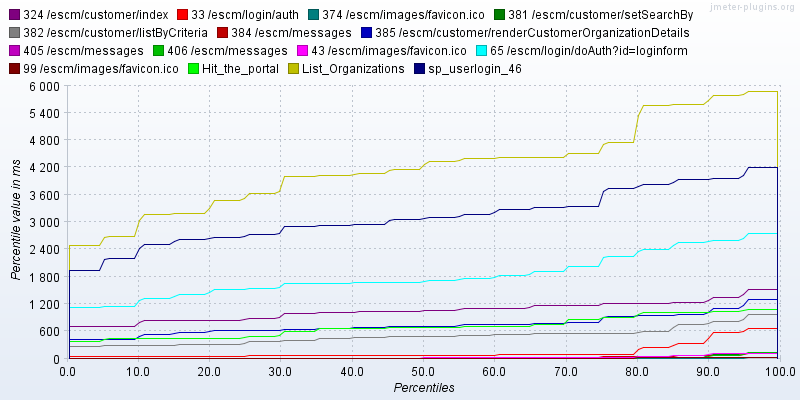 jmeter-plugins.org
324 /escm/customer/index 33 /escm/login/auth 374 /escm/images/favicon.ico 381 /escm/customer/setSearchBy
382 /escm/customer/listByCriteria 384 /escm/messages 385 /escm/customer/renderCustomerOrganizationDetails
405 /escm/messages 406 /escm/messages 43 /escm/images/favicon.ico 65 /escm/login/doAuth?id=loginform
99 /escm/images/favicon.ico Hit_the_portal List_Organizations sp_userlogin_46
Percentile value in ms
6 000
5 400
4 800
4 200
3 600
3 000
2 400
1 800
1 200
600
0
0.0 10.0 20.0 30.0 40.0 50.0 60.0 70.0 80.0 90.0 100.0
Percentiles